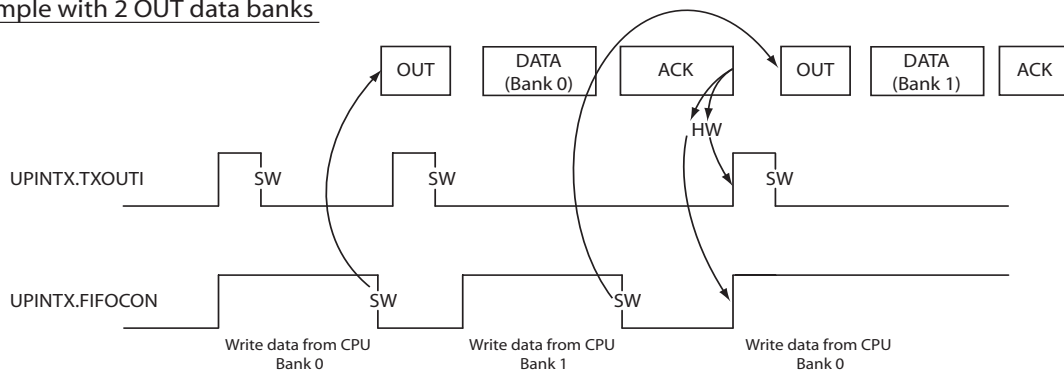 mple with 2 OUT data banks
OUT
DATA
(Bank 0)
ACK
OUT
DATA
(Bank 1)
ACK
HW
UPINTX.TXOUTI
SW
SW
SW
UPINTX.FIFOCON
SW
SW
Write data from CPU
Bank 0
Write data from CPU
Bank 1
Write data from CPU
Bank 0